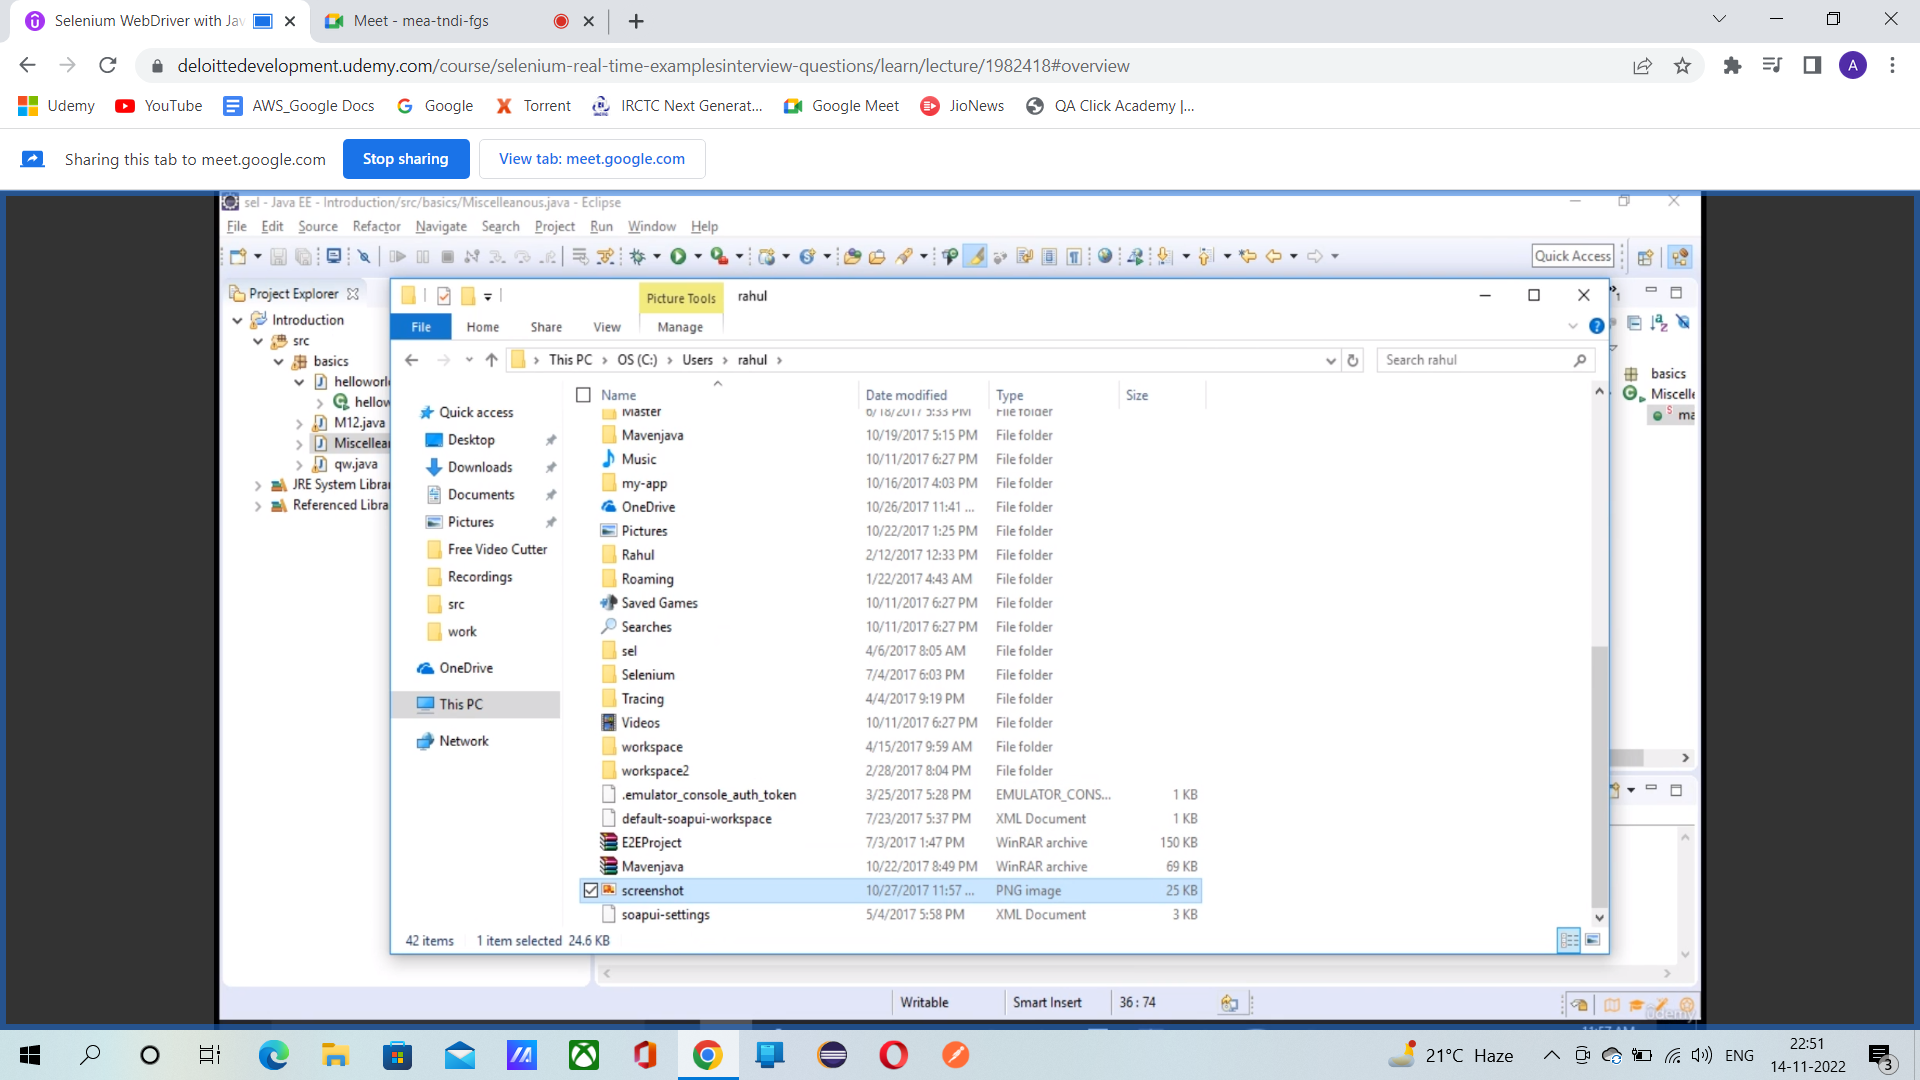 Selenium WebDriver with Jav
Meet - mea-tndi-fgs
deloittedevelopment.udemy.com/course/selenium-real-time-examplesinterview-questions/learn/lecture/1982418#overview
A
Udemy
YouTube
AWS_Google Docs
Google
Torrent
IRCTC Next Generat...
Google Meet
JioNews
QA Click Academy |...
Sharing this tab to meet.google.com
Stop sharing
View tab: meet.google.com
sel - Java EE - Introduction/src/basics/Miscelleanous.java - Eclipse
File Edit Source Refactor Navigate Search Project Run Window Help
Quick Access
Project Explorer
Introduction
src
basics
helloworl
hellow
M12.java
Misceallea
qw.java
JRE System Librar
Referenced Libra
Picture Tools
rahul
File Home Share View Manage
This PC > OS (C:) > Users > rahul >
Search rahul
Quick access
Desktop
Downloads
Documents
Pictures
Free Video Cutter
Recordings
src
work
OneDrive
This PC
Network
Name Date modified Type Size
Master 6/18/2017 5:33 PM File folder
Mavenjava 10/19/2017 5:15 PM File folder
Music 10/11/2017 6:27 PM File folder
my-app 10/16/2017 4:03 PM File folder
OneDrive 10/26/2017 11:41 ... File folder
Pictures 10/22/2017 1:25 PM File folder
Rahul 2/12/2017 12:33 PM File folder
Roaming 1/22/2017 4:43 AM File folder
Saved Games 10/11/2017 6:27 PM File folder
Searches 10/11/2017 6:27 PM File folder
sel 4/6/2017 8:05 AM File folder
Selenium 7/4/2017 6:03 PM File folder
Tracing 4/4/2017 9:19 PM File folder
Videos 10/11/2017 6:27 PM File folder
workspace 4/15/2017 9:59 AM File folder
workspace2 2/28/2017 8:04 PM File folder
.emulator_console_auth_token 3/25/2017 5:28 PM EMULATOR_CONS... 1 KB
default-soapui-workspace 7/23/2017 5:37 PM XML Document 1 KB
E2EProject 7/3/2017 1:47 PM WinRAR archive 150 KB
Mavenjava 10/22/2017 8:49 PM WinRAR archive 69 KB
screenshot 10/27/2017 11:57 ... PNG image 25 KB
soapui-settings 5/4/2017 5:58 PM XML Document 3 KB
42 items 1 item selected 24.6 KB
basics
Miscelle
ma
Writable Smart Insert 36 : 74
udemy
21°C Haze
ENG
22:51
14-11-2022
3